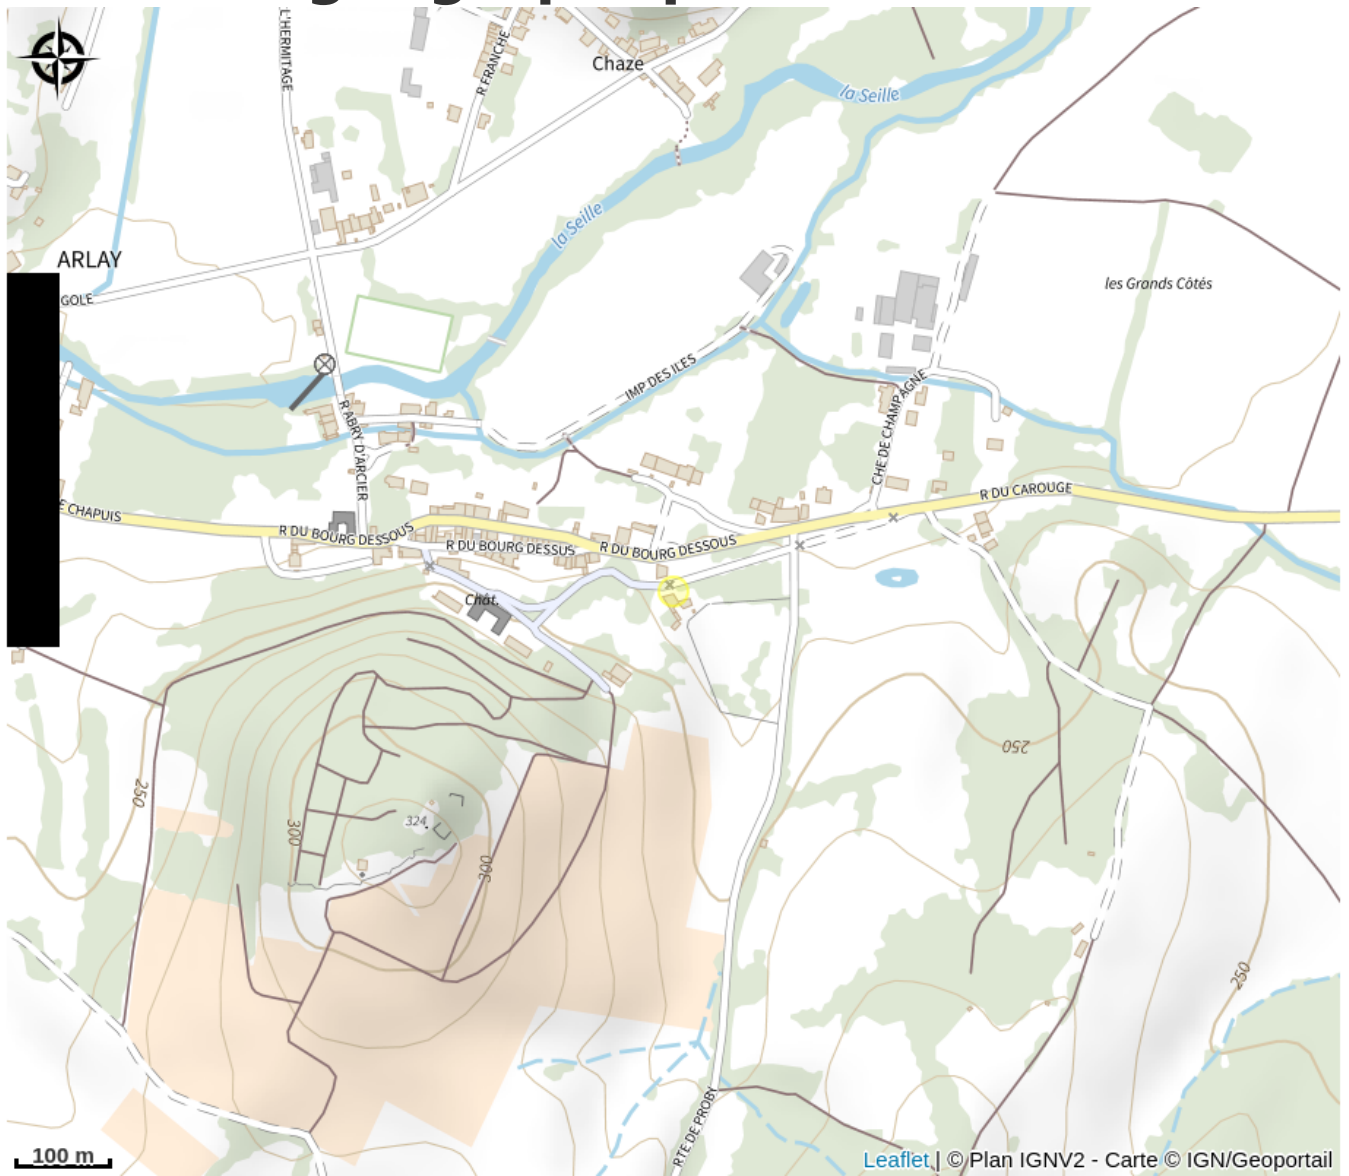 L'HERMITAGE
R FRANCHE
Chaze
la Seille
la Seille
ARLAY
GOLE
les Grands Côtés
IMP DES ILES
CHE DE CHAMPAGNE
R ABRY D'ARCIER
R DU CAROUGE
E CHAPUIS
R DU BOURG DESSOUS
R DU BOURG DESSUS
R DU BOURG DESSOUS
Chât.
250
250
300
324
300
250
RTE DE PROBY
100 m
Leaflet | © Plan IGNV2 - Carte © IGN/Geoportail